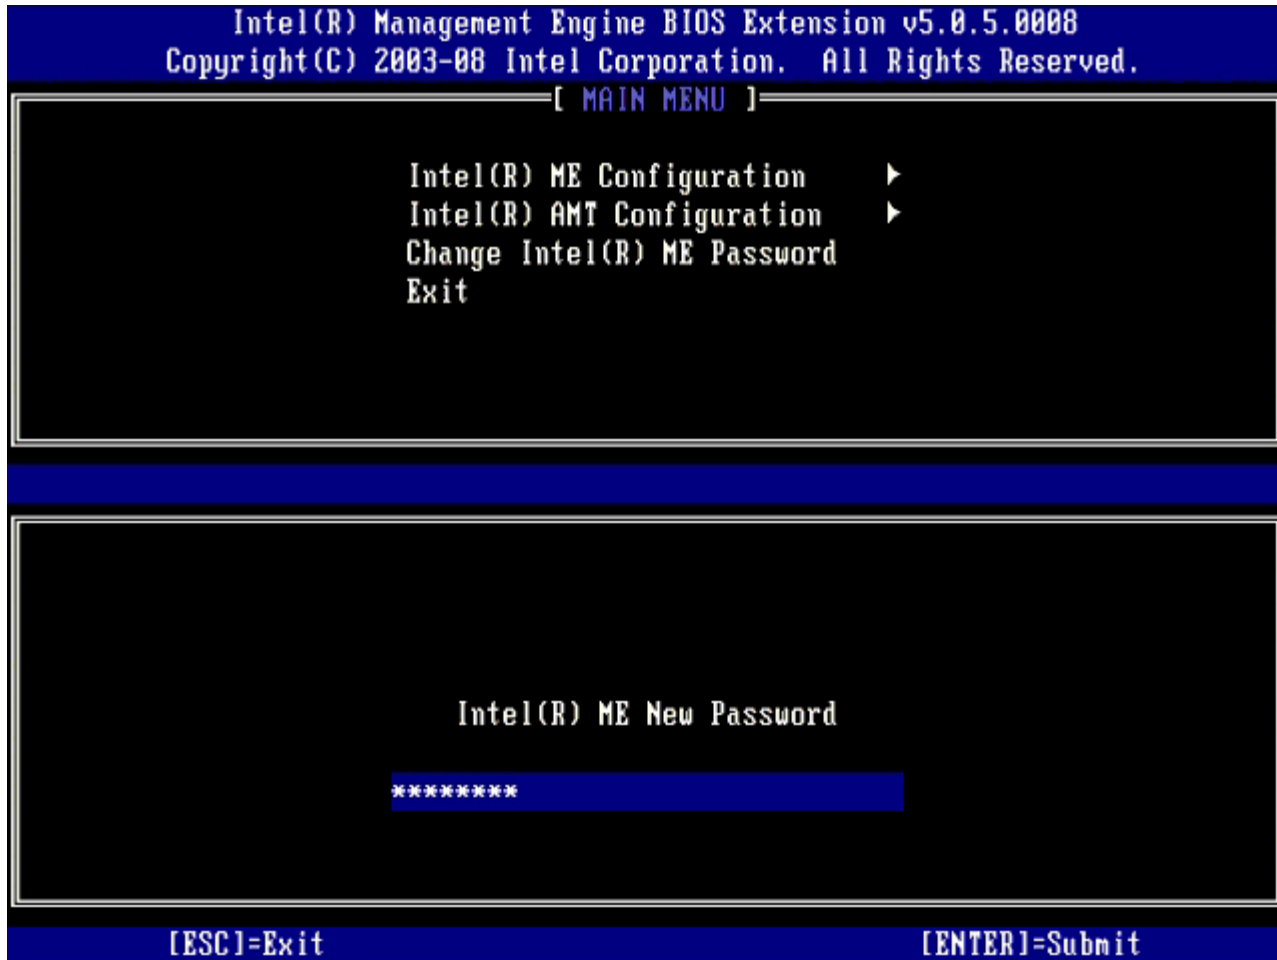 Intel(R) Management Engine BIOS Extension v5.0.5.0008
Copyright(C) 2003-08 Intel Corporation. All Rights Reserved.
[ MAIN MENU ]
Intel(R) ME Configuration ►
Intel(R) AMT Configuration ►
Change Intel(R) ME Password
Exit
Intel(R) ME New Password
********
[ESC]=Exit [ENTER]=Submit